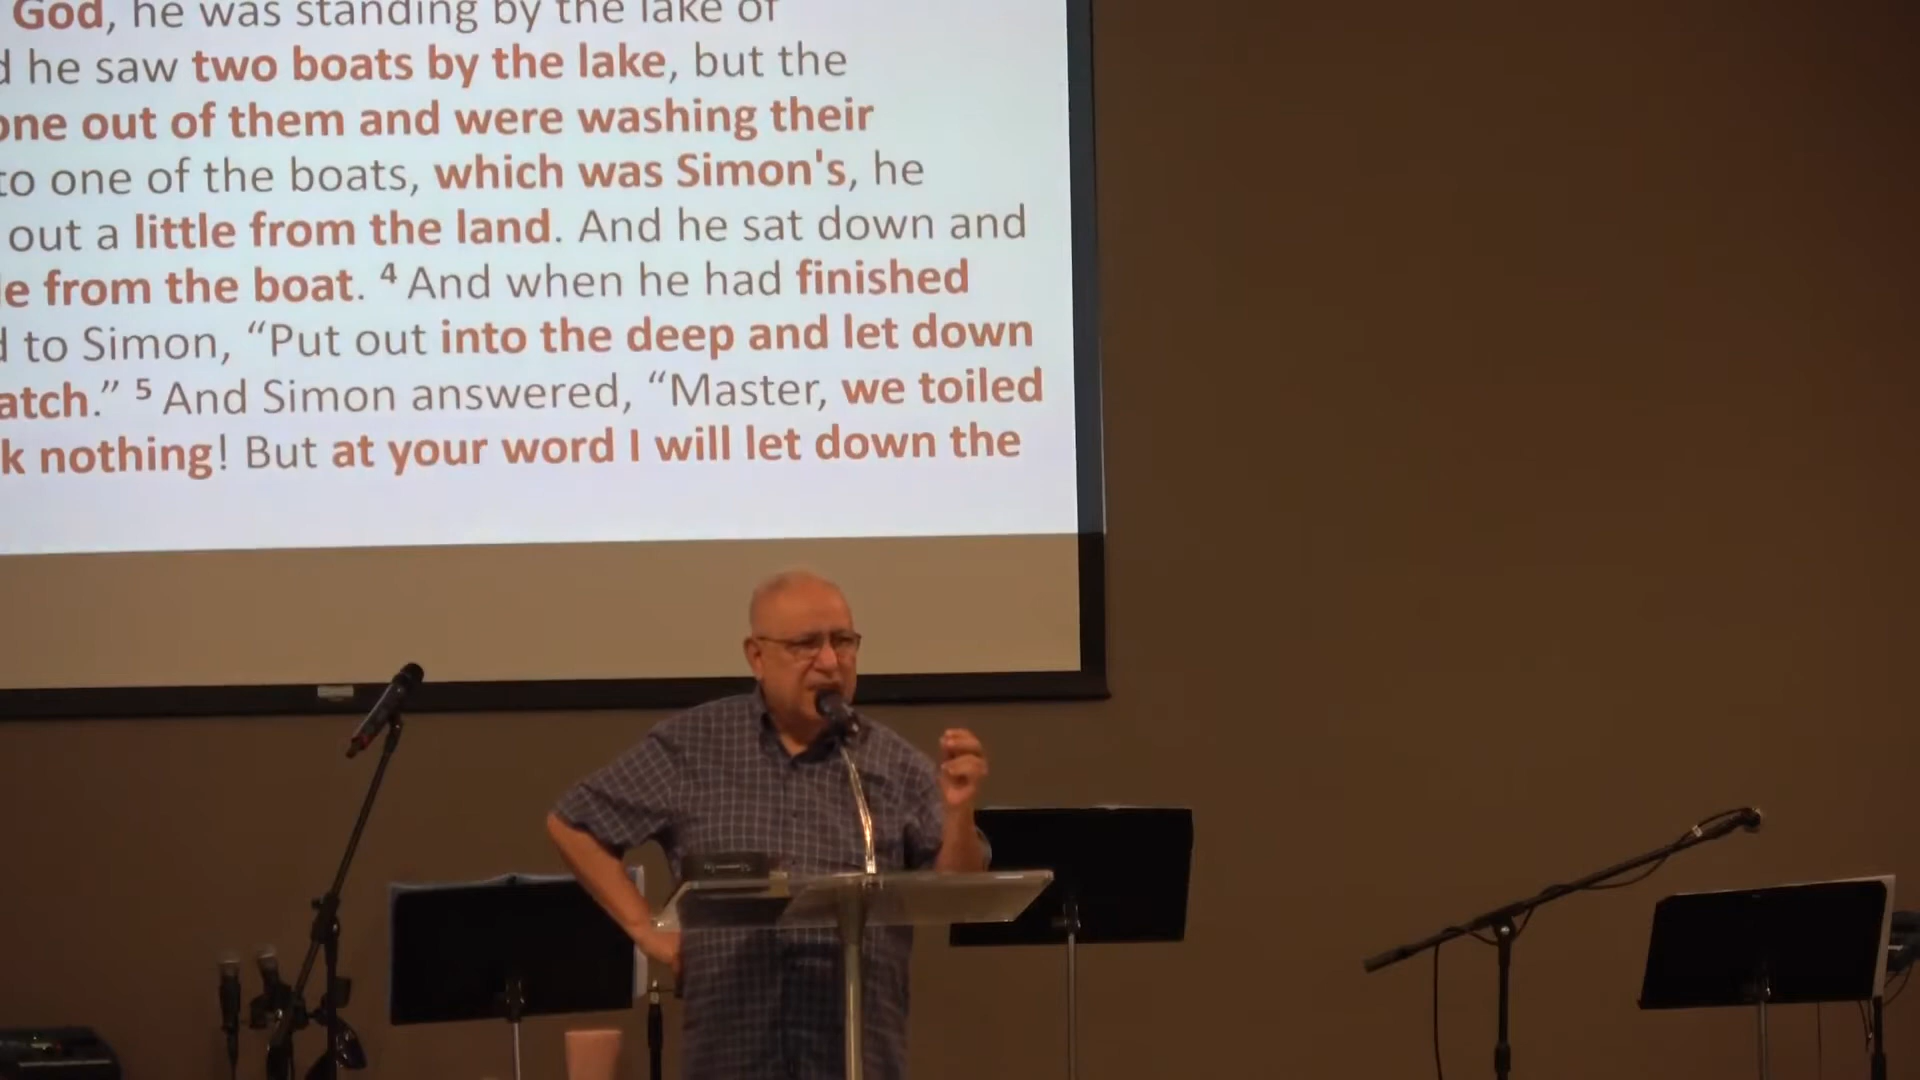 God, he was standing by the lake of
he saw two boats by the lake, but the
one out of them and were washing their
to one of the boats, which was Simon's, he
out a little from the land. And he sat down and
le from the boat. 4 And when he had finished
d to Simon, “Put out into the deep and let down
atch.” 5 And Simon answered, “Master, we toiled
k nothing! But at your word I will let down the